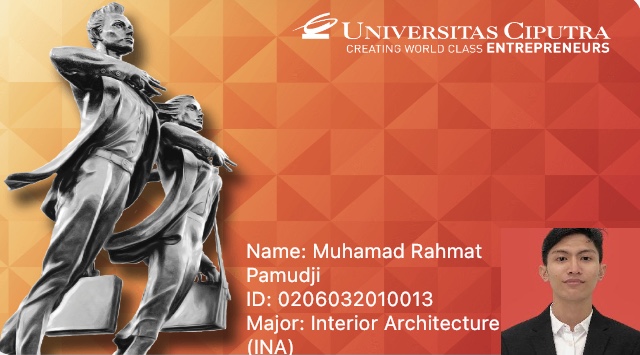 UNIVERSITAS CIPUTRA
CREATING WORLD CLASS ENTREPRENEURS
Name: Muhamad Rahmat
Pamudji
ID: 0206032010013
Major: Interior Architecture
(INA)